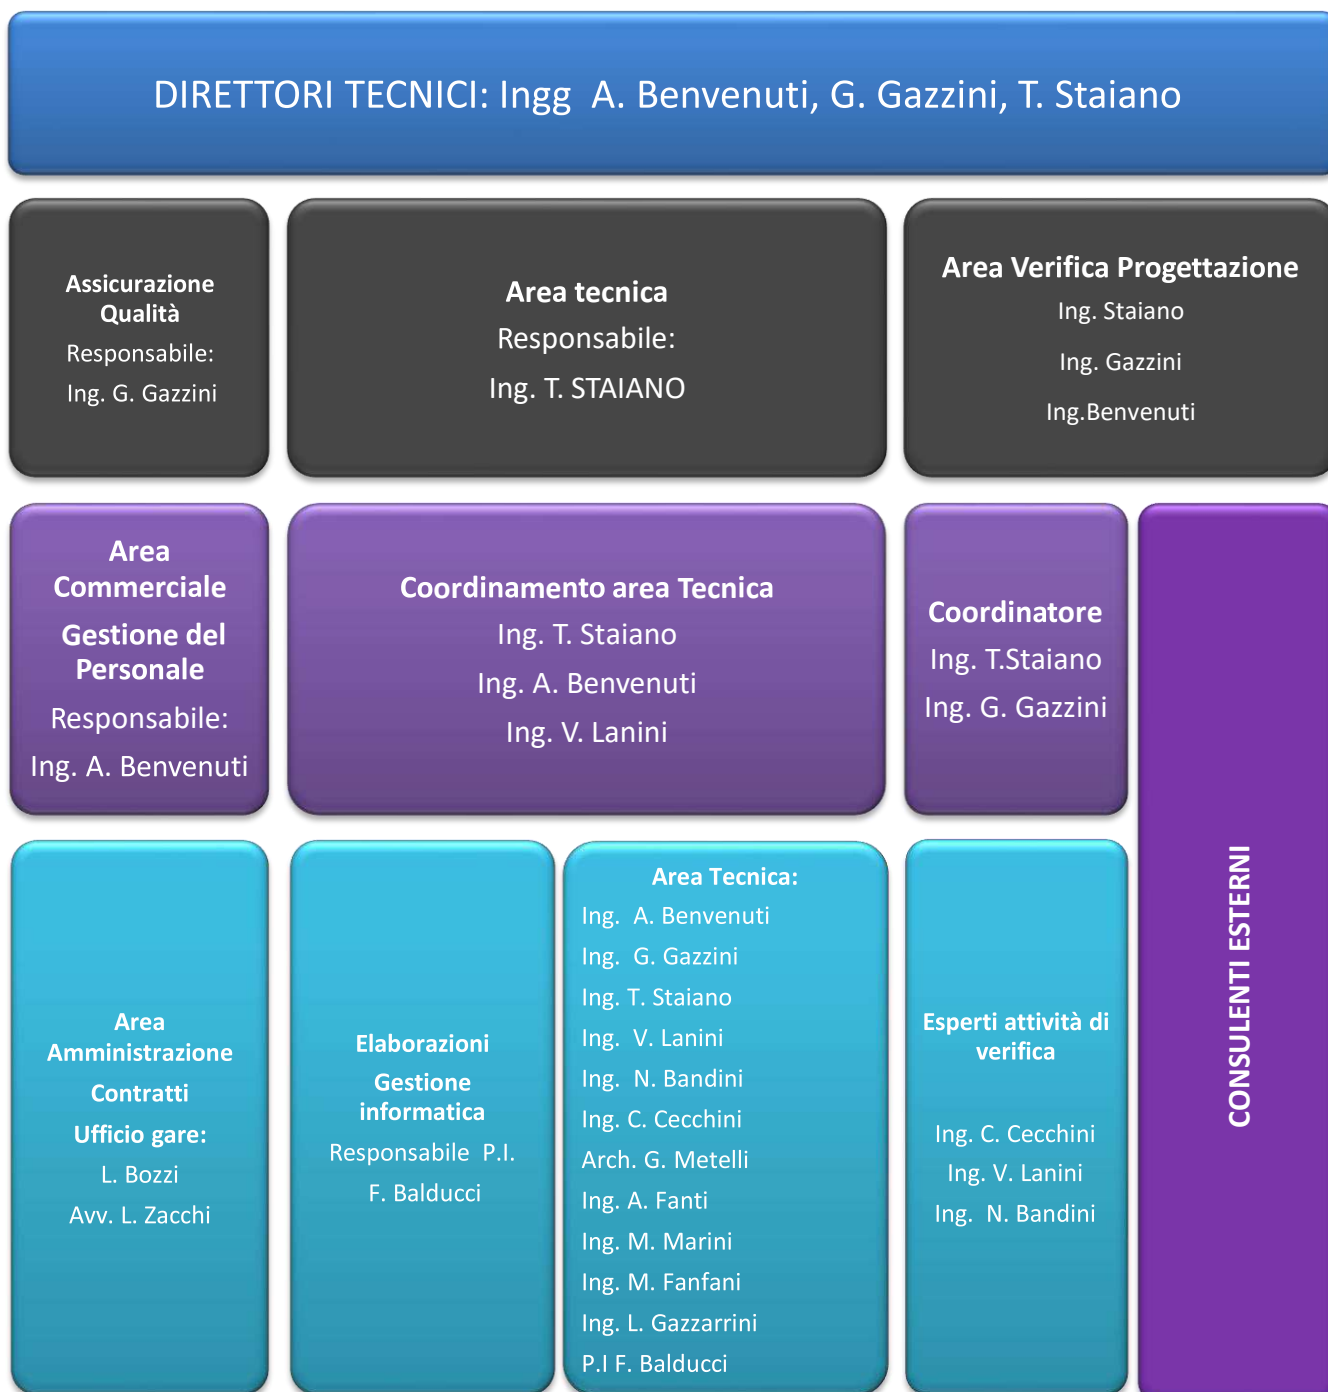 DIRETTORI TECNICI: Ingg  A. Benvenuti, G. Gazzini, T. Staiano
Assicurazione
Qualità
Responsabile:
Ing. G. Gazzini
Area tecnica
Responsabile:
Ing. T. STAIANO
Area Verifica Progettazione
Ing. Staiano
Ing. Gazzini
Ing.Benvenuti
Area
Commerciale
Gestione del
Personale
Responsabile:
Ing. A. Benvenuti
Coordinamento area Tecnica
Ing. T. Staiano
Ing. A. Benvenuti
Ing. V. Lanini
Coordinatore
Ing. T.Staiano
Ing. G. Gazzini
CONSULENTI ESTERNI
Area
Amministrazione
Contratti
Ufficio gare:
L. Bozzi
Avv. L. Zacchi
Elaborazioni
Gestione
informatica
Responsabile  P.I.
F. Balducci
Area Tecnica:
Ing.  A. Benvenuti
Ing.  G. Gazzini
Ing. T. Staiano
Ing.  V. Lanini
Ing.  N. Bandini
Ing. C. Cecchini
Arch. G. Metelli
Ing. A. Fanti
Ing. M. Marini
Ing. M. Fanfani
Ing. L. Gazzarrini
P.I F. Balducci
Esperti attività di
verifica
Ing. C. Cecchini
Ing. V. Lanini
Ing.  N. Bandini